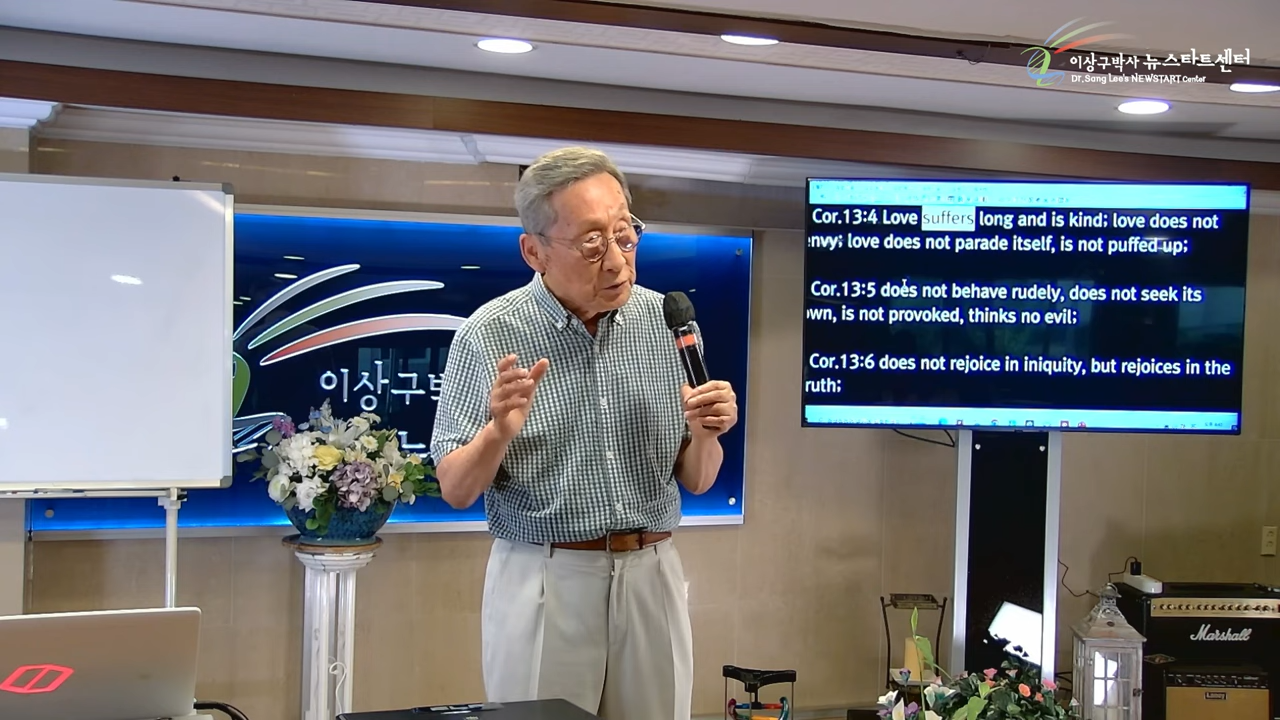 이상구박사 뉴스타트센터
Dr. Sang Lee's NEWSTART Center
Cor.13:4 Love suffers long and is kind; love does not
envy; love does not parade itself, is not puffed up;
Cor.13:5 does not behave rudely, does not seek its
own, is not provoked, thinks no evil;
Cor.13:6 does not rejoice in iniquity, but rejoices in the
ruth;
이상구
Marshall
Laney